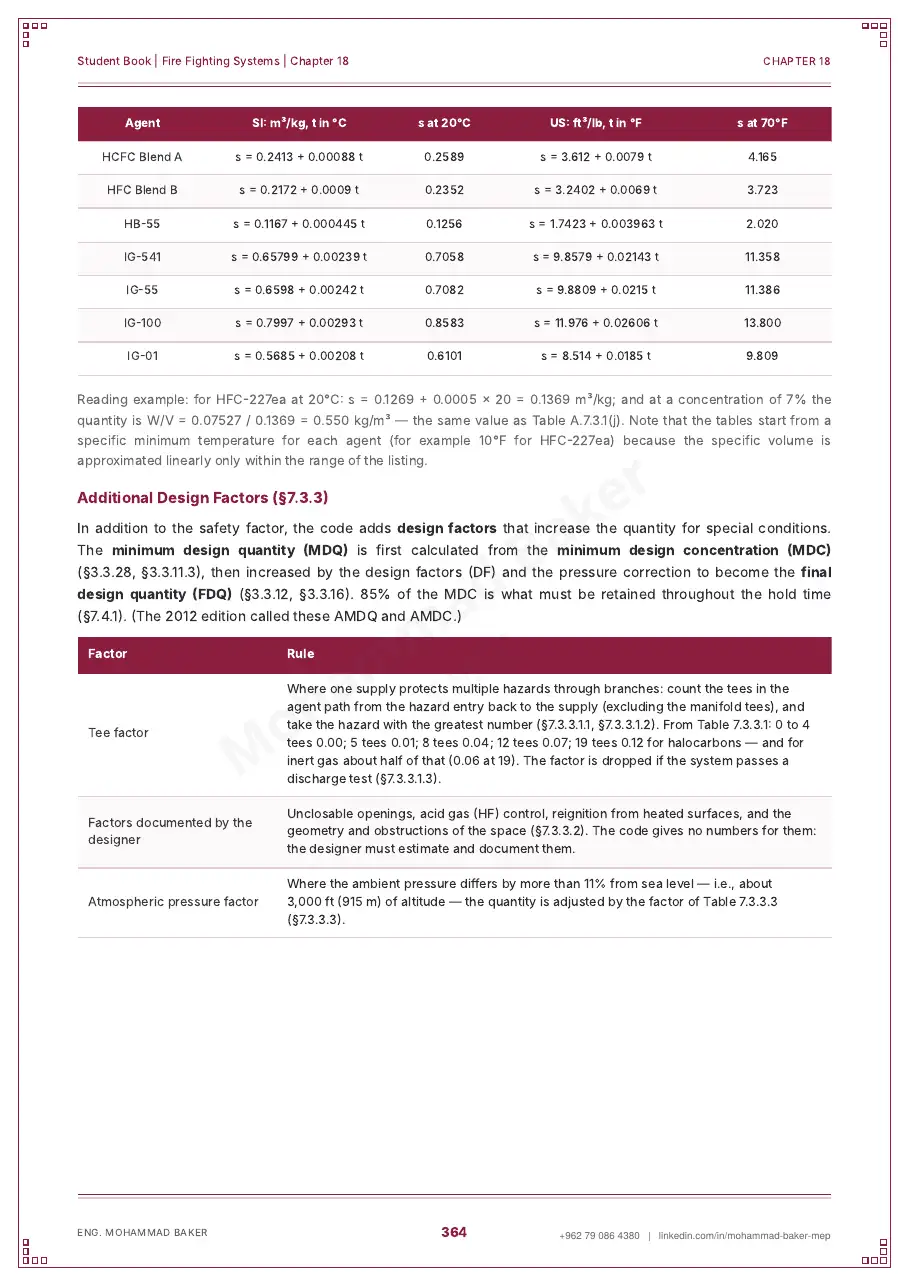 Student Book | Fire Fighting Systems | Chapter 18
CHAPTER 18
Agent SI: m³/kg, t in °C s at 20°C US: ft³/lb, t in °F s at 70°F
HCFC Blend A s = 0.2413 + 0.00088 t 0.2589 s = 3.612 + 0.0079 t 4.165
HFC Blend B s = 0.2172 + 0.0009 t 0.2352 s = 3.2402 + 0.0069 t 3.723
HB-55 s = 0.1167 + 0.000445 t 0.1256 s = 1.7423 + 0.003963 t 2.020
IG-541 s = 0.65799 + 0.00239 t 0.7058 s = 9.8579 + 0.02143 t 11.358
IG-55 s = 0.6598 + 0.00242 t 0.7082 s = 9.8809 + 0.0215 t 11.386
IG-100 s = 0.7997 + 0.00293 t 0.8583 s = 11.976 + 0.02606 t 13.800
IG-01 s = 0.5685 + 0.00208 t 0.6101 s = 8.514 + 0.0185 t 9.809
Reading example: for HFC-227ea at 20°C: s = 0.1269 + 0.0005 × 20 = 0.1369 m³/kg; and at a concentration of 7% the
quantity is W/V = 0.07527 / 0.1369 = 0.550 kg/m³ — the same value as Table A.7.3.1(j). Note that the tables start from a
specific minimum temperature for each agent (for example 10°F for HFC-227ea) because the specific volume is
approximated linearly only within the range of the listing.
Additional Design Factors (§7.3.3)
In addition to the safety factor, the code adds design factors that increase the quantity for special conditions.
The minimum design quantity (MDQ) is first calculated from the minimum design concentration (MDC)
(§3.3.28, §3.3.11.3), then increased by the design factors (DF) and the pressure correction to become the final
design quantity (FDQ) (§3.3.12, §3.3.16). 85% of the MDC is what must be retained throughout the hold time
(§7.4.1). (The 2012 edition called these AMDQ and AMDC.)
Factor Rule
Where one supply protects multiple hazards through branches: count the tees in the
agent path from the hazard entry back to the supply (excluding the manifold tees), and
take the hazard with the greatest number (§7.3.3.1.1, §7.3.3.1.2). From Table 7.3.3.1: 0 to 4
Tee factor
tees 0.00; 5 tees 0.01; 8 tees 0.04; 12 tees 0.07; 19 tees 0.12 for halocarbons — and for
inert gas about half of that (0.06 at 19). The factor is dropped if the system passes a
discharge test (§7.3.3.1.3).
Factors documented by the
designer
Unclosable openings, acid gas (HF) control, reignition from heated surfaces, and the
geometry and obstructions of the space (§7.3.3.2). The code gives no numbers for them:
the designer must estimate and document them.
Atmospheric pressure factor
Where the ambient pressure differs by more than 11% from sea level — i.e., about
3,000 ft (915 m) of altitude — the quantity is adjusted by the factor of Table 7.3.3.3
(§7.3.3.3).
Mohammad Baker
ENG. MOHAMMAD BAKER
364
+962 79 086 4380 | linkedin.com/in/mohammad-baker-mep